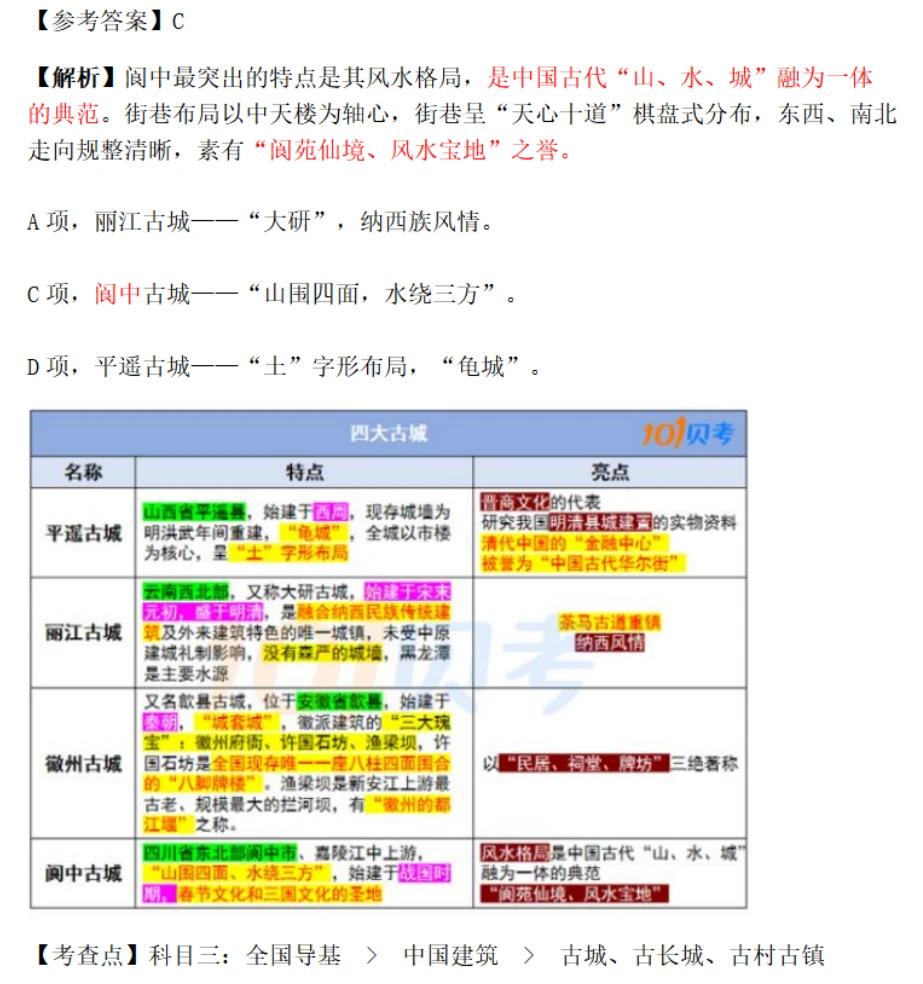 【参考答案】C
【解析】阆中最突出的特点是其风水格局，是中国古代“山、水、城”融为一体
的典范。街巷布局以中天楼为轴心，街巷呈“天心十道”棋盘式分布，东西、南北
走向规整清晰，素有“阆苑仙境、风水宝地”之誉。
A 项，丽江古城——“大研”，纳西族风情。
C 项，阆中古城——“山围四面，水绕三方”。
D 项，平遥古城——“土”字形布局，“龟城”。
四大古城
101贝考
名称 特点 亮点
平遥古城
山西省平遥县，始建于西周，现存城墙为
明洪武年间重建，“龟城”，全城以市楼
为核心，呈“土”字形布局
晋商文化的代表
研究我国明清县城建置的实物资料
清代中国的“金融中心”
被誉为“中国古代华尔街”
丽江古城
云南西北部，又称大研古城，始建于宋末
元初，盛于明清，是融合纳西民族传统建
筑及外来建筑特色的唯一城镇，未受中原
建城礼制影响，没有森严的城墙，黑龙潭
是主要水源
茶马古道重镇
纳西风情
徽州古城
又名歙县古城，位于安徽省歙县，始建于
秦朝，“城套城”，徽派建筑的“三大瑰
宝”：徽州府衙、许国石坊、渔梁坝，许
国石坊是全国现存唯一一座八柱四面围合
的“八脚牌楼”。渔梁坝是新安江上游最
古老、规模最大的拦河坝，有“徽州的都
江堰”之称。
以“民居、祠堂、牌坊”三绝著称
阆中古城
四川省东北部阆中市、嘉陵江中上游，
“山围四面、水绕三方”，始建于战国时
期，春节文化和三国文化的圣地
风水格局是中国古代“山、水、城”
融为一体的典范
“阆苑仙境、风水宝地”
101贝考
【考查点】科目三：全国导基 > 中国建筑 > 古城、古长城、古村古镇